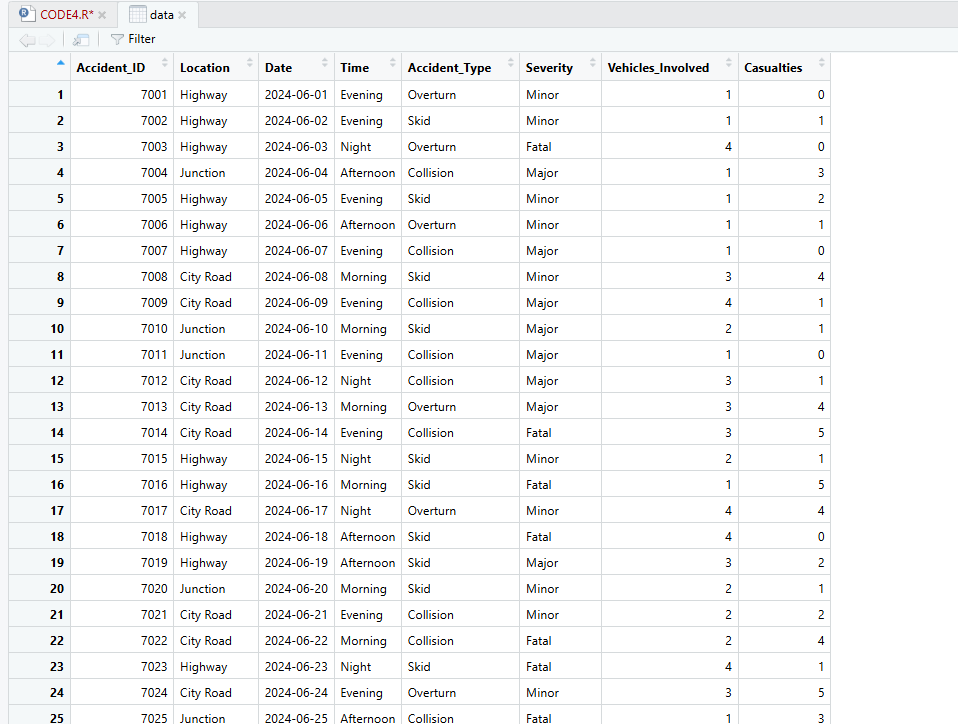 CODE4.R* data
Filter
Accident_ID Location Date Time Accident_Type Severity Vehicles_Involved Casualties
1 7001 Highway 2024-06-01 Evening Overturn Minor 1 0
2 7002 Highway 2024-06-02 Evening Skid Minor 1 1
3 7003 Highway 2024-06-03 Night Overturn Fatal 4 0
4 7004 Junction 2024-06-04 Afternoon Collision Major 1 3
5 7005 Highway 2024-06-05 Evening Skid Minor 1 2
6 7006 Highway 2024-06-06 Afternoon Overturn Minor 1 1
7 7007 Highway 2024-06-07 Evening Collision Major 1 0
8 7008 City Road 2024-06-08 Morning Skid Minor 3 4
9 7009 City Road 2024-06-09 Evening Collision Major 4 1
10 7010 Junction 2024-06-10 Morning Skid Major 2 1
11 7011 Junction 2024-06-11 Evening Collision Major 1 0
12 7012 City Road 2024-06-12 Night Collision Major 3 1
13 7013 City Road 2024-06-13 Morning Overturn Major 3 4
14 7014 City Road 2024-06-14 Evening Collision Fatal 3 5
15 7015 Highway 2024-06-15 Night Skid Minor 2 1
16 7016 Highway 2024-06-16 Morning Skid Fatal 1 5
17 7017 City Road 2024-06-17 Night Overturn Minor 4 4
18 7018 Highway 2024-06-18 Afternoon Skid Fatal 4 0
19 7019 Highway 2024-06-19 Afternoon Skid Major 3 2
20 7020 Junction 2024-06-20 Morning Skid Minor 2 1
21 7021 City Road 2024-06-21 Evening Collision Minor 2 2
22 7022 City Road 2024-06-22 Morning Collision Fatal 2 4
23 7023 Highway 2024-06-23 Night Skid Fatal 4 1
24 7024 City Road 2024-06-24 Evening Overturn Minor 3 5
25 7025 Junction 2024-06-25 Afternoon Collision Fatal 1 3